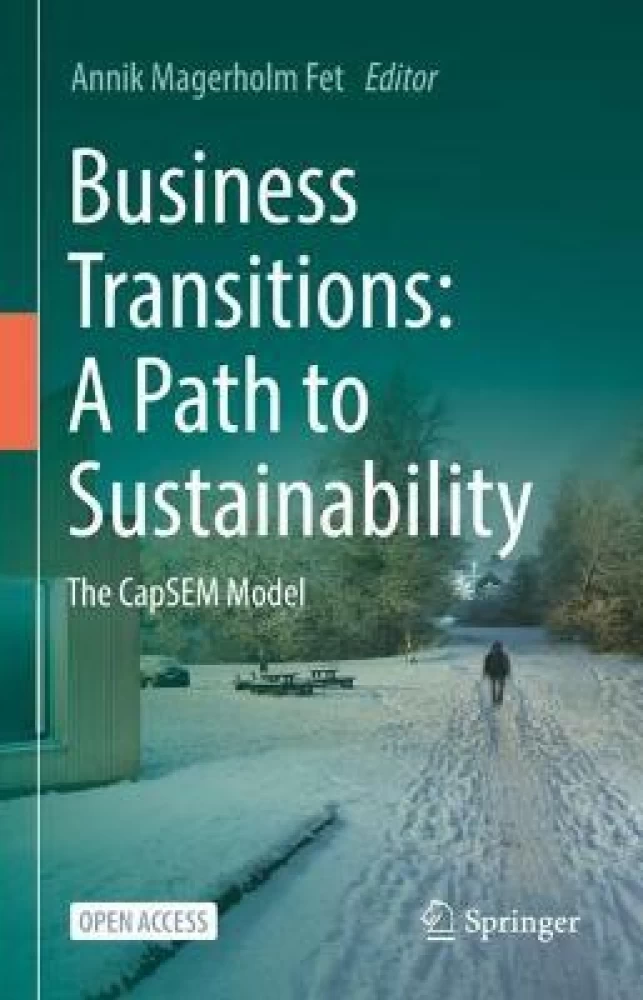 Annik Magerholm Fet Editor
Business
Transitions:
A Path to
Sustainability
The CapSEM Model
OPEN ACCESS
Springer